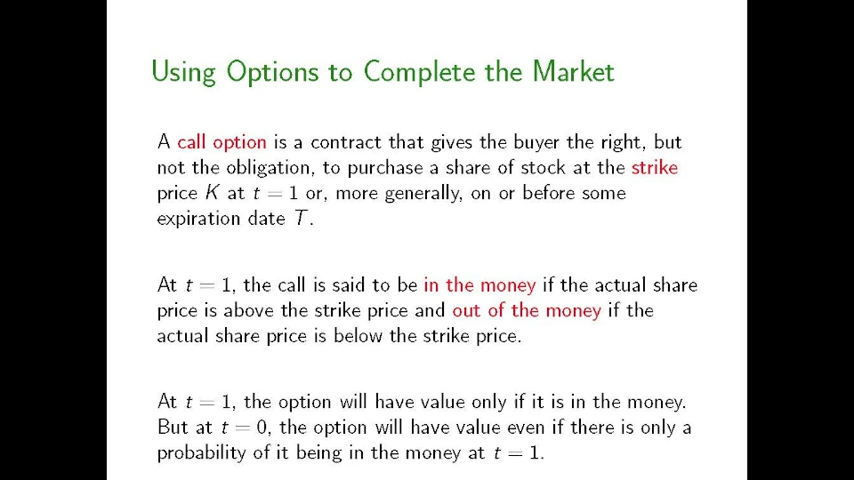 Using Options to Complete the Market
A call option is a contract that gives the buyer the right, but
not the obligation, to purchase a share of stock at the strike
price K at t = 1 or, more generally, on or before some
expiration date T.
At t = 1, the call is said to be in the money if the actual share
price is above the strike price and out of the money if the
actual share price is below the strike price.
At t = 1, the option will have value only if it is in the money.
But at t = 0, the option will have value even if there is only a
probability of it being in the money at t = 1.